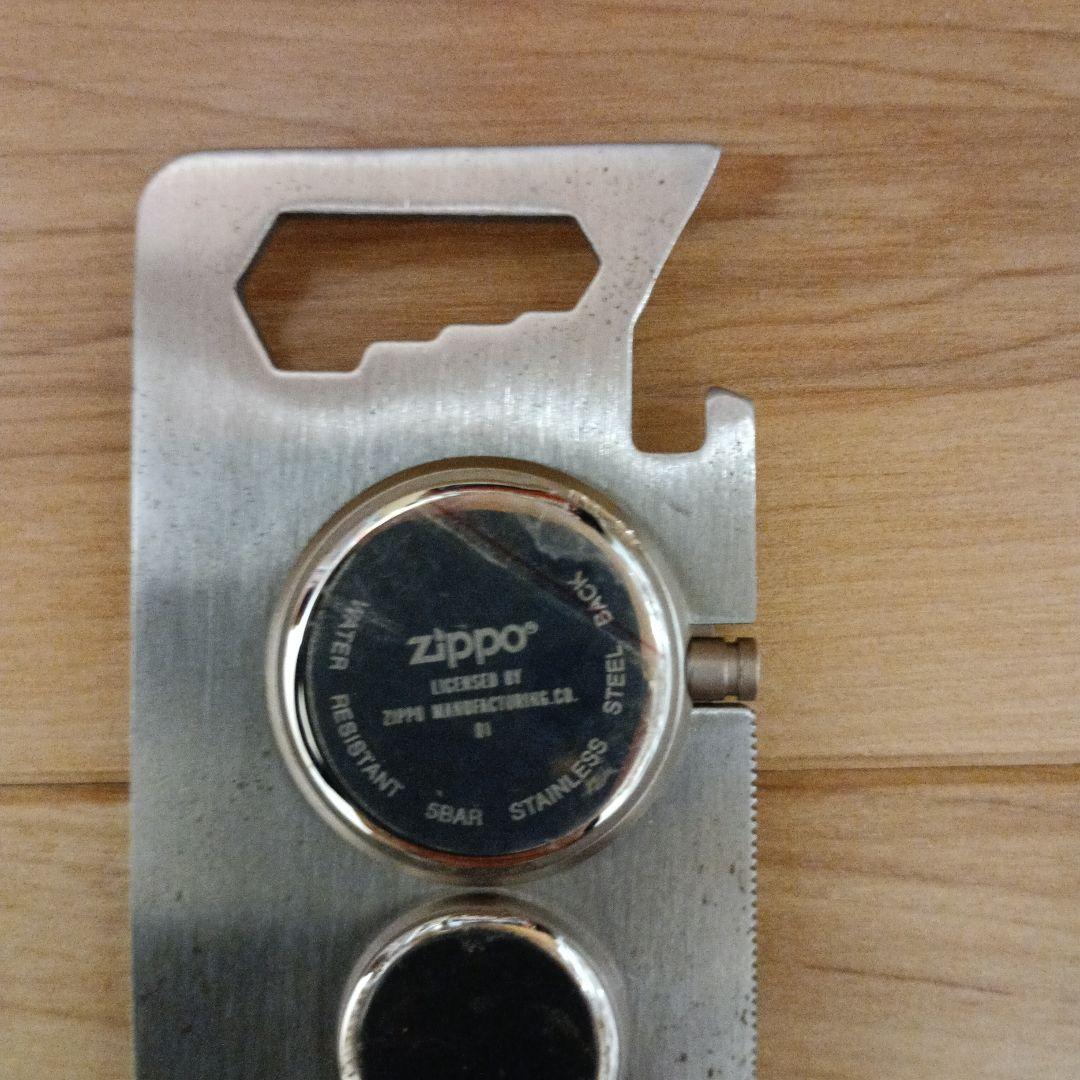 zippo®
LICENSED BY
ZIPPO MANUFACTURING.CO.
01
WATER RESISTANT 5BAR STAINLESS STEEL BACK